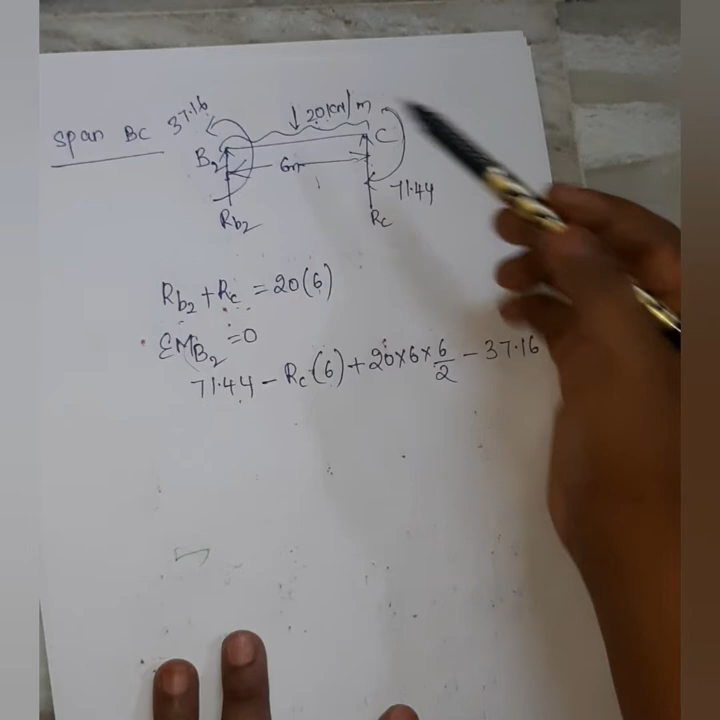 Span BC
37.16
20kN/m
B2
6m
C
71.44
Rb2
Rc
Rb2 + Rc = 20(6)
ΣMB2 = 0
71.44 - Rc(6) + 20×6×6/2 - 37.16